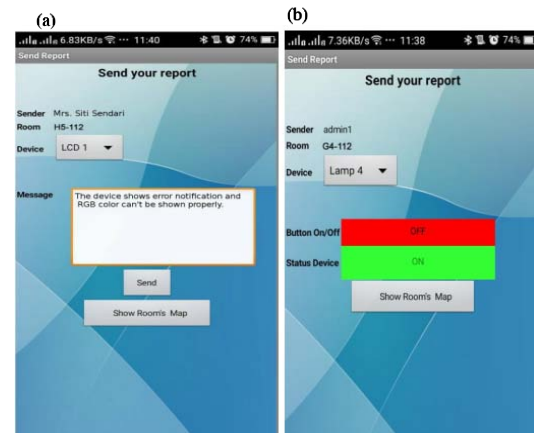 (a)
6.83KB/s ... 11:40 74%
Send Report
Send your report
Sender Mrs. Siti Sendari
Room H5-112
Device LCD 1
Message The device shows error notification and
RGB color can't be shown properly.
Send
Show Room's Map
(b)
7.36KB/s ... 11:38 74%
Send Report
Send your report
Sender admin1
Room G4-112
Device Lamp 4
Button On/Off OFF
Status Device ON
Show Room's Map